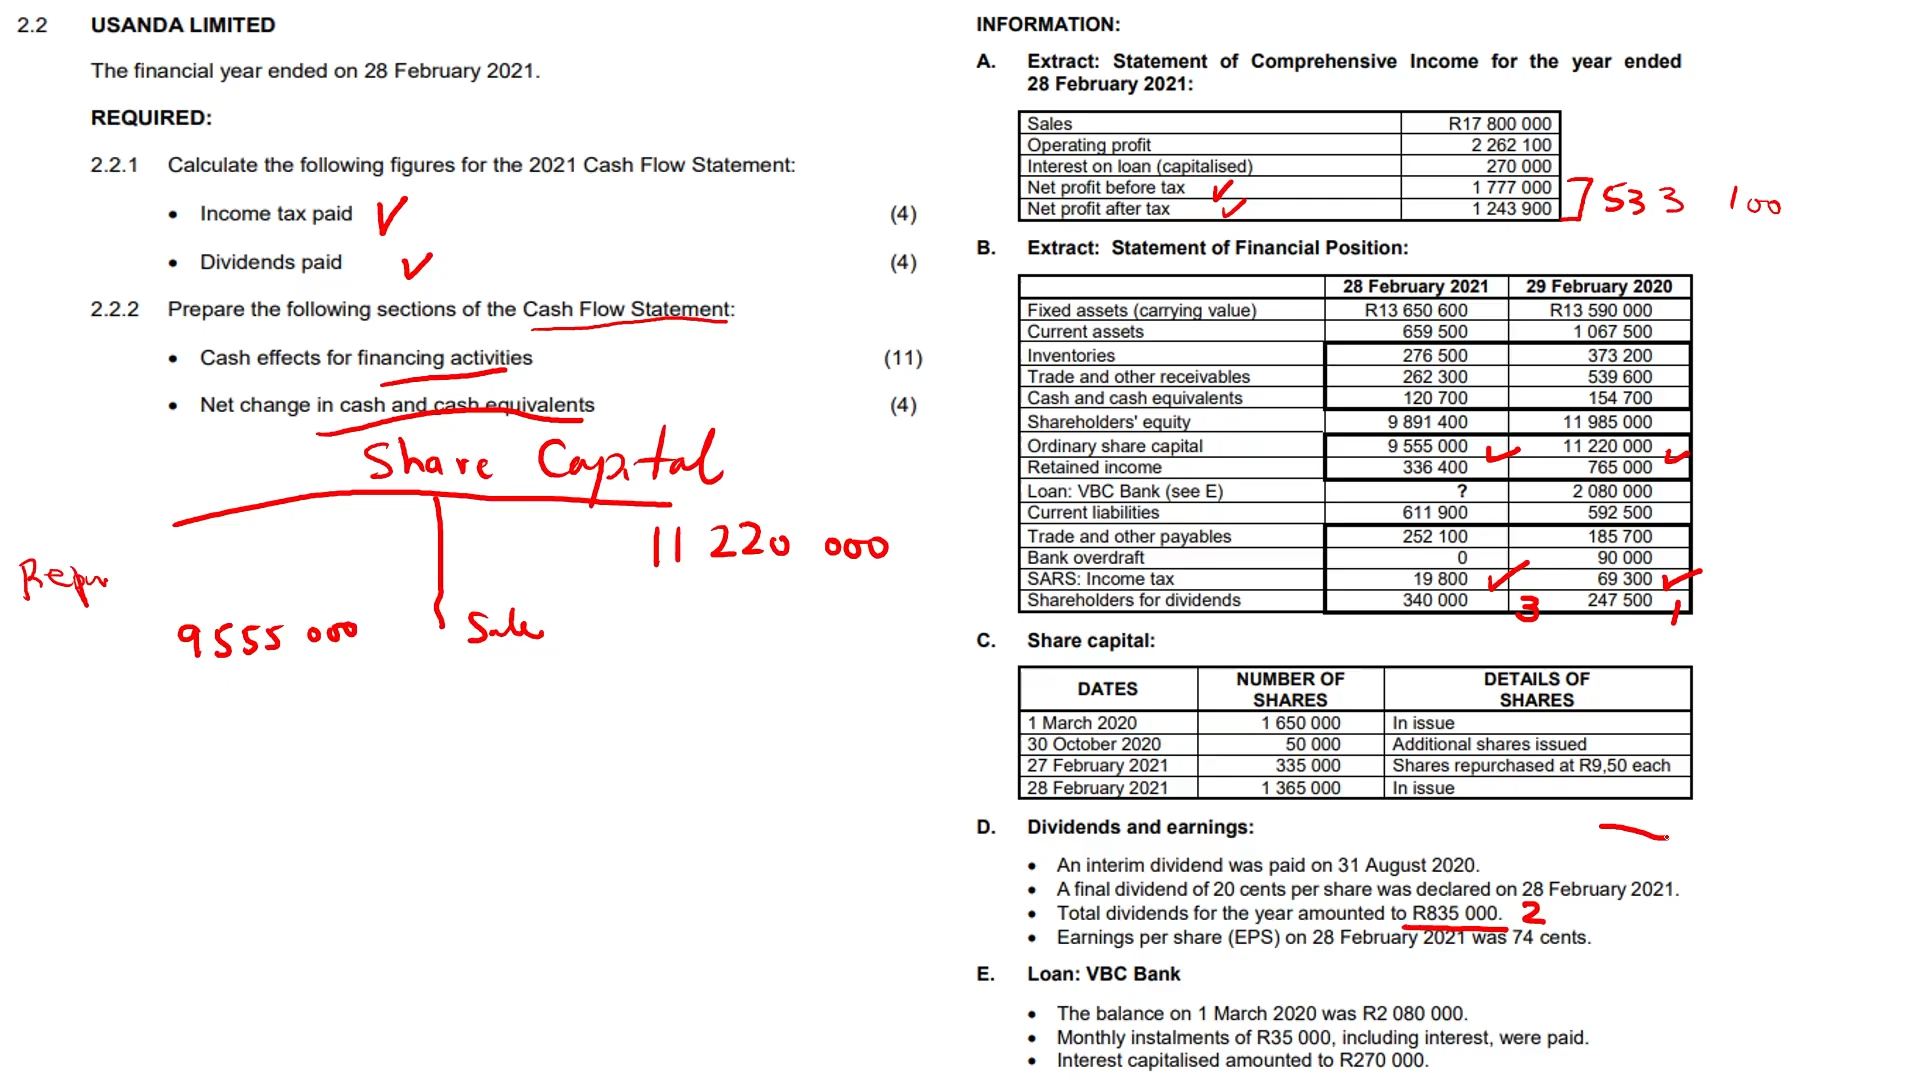 2.2 USANDA LIMITED
The financial year ended on 28 February 2021.
REQUIRED:
2.2.1 Calculate the following figures for the 2021 Cash Flow Statement:
• Income tax paid (4)
• Dividends paid (4)
2.2.2 Prepare the following sections of the Cash Flow Statement:
• Cash effects for financing activities (11)
• Net change in cash and cash equivalents (4)
Share Capital
11 220 000
9555 000
INFORMATION:
A. Extract: Statement of Comprehensive Income for the year ended
28 February 2021:
Sales R17 800 000
Operating profit 2 262 100
Interest on loan (capitalised) 270 000
Net profit before tax 1 777 000
Net profit after tax 1 243 900
533 100
B. Extract: Statement of Financial Position:
28 February 2021 29 February 2020
Fixed assets (carrying value) R13 650 600 R13 590 000
Current assets 659 500 1 067 500
Inventories 276 500 373 200
Trade and other receivables 262 300 539 600
Cash and cash equivalents 120 700 154 700
Shareholders' equity 9 891 400 11 985 000
Ordinary share capital 9 555 000 11 220 000
Retained income 336 400 765 000
Loan: VBC Bank (see E) ? 2 080 000
Current liabilities 611 900 592 500
Trade and other payables 252 100 185 700
Bank overdraft 0 90 000
SARS: Income tax 19 800 69 300
Shareholders for dividends 340 000 3 247 500 1
C. Share capital:
DATES NUMBER OF SHARES DETAILS OF SHARES
1 March 2020 1 650 000 In issue
30 October 2020 50 000 Additional shares issued
27 February 2021 335 000 Shares repurchased at R9,50 each
28 February 2021 1 365 000 In issue
D. Dividends and earnings:
• An interim dividend was paid on 31 August 2020.
• A final dividend of 20 cents per share was declared on 28 February 2021.
• Total dividends for the year amounted to R835 000. 2
• Earnings per share (EPS) on 28 February 2021 was 74 cents.
E. Loan: VBC Bank
• The balance on 1 March 2020 was R2 080 000.
• Monthly instalments of R35 000, including interest, were paid.
• Interest capitalised amounted to R270 000.